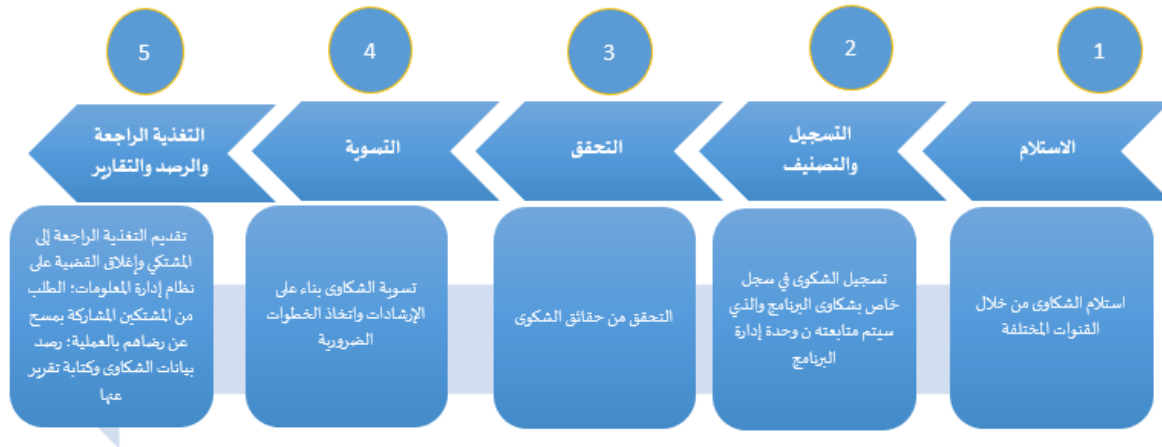 1
الاستلام
استلام الشكاوى من خلال
القنوات المختلفة
2
التسجيل
والتصنيف
تسجيل الشكوى في سجل
خاص بشكاوى البرنامج والذي
سيتم متابعته ن وحدة إدارة
البرنامج
3
التحقق
التحقق من حقائق الشكوى
4
التسوية
تسوية الشكاوى بناء على
الإرشادات واتخاذ الخطوات
الضرورية
5
التغذية الراجعة
والرصد والتقارير
تقديم التغذية الراجعة إلى
المشتكي وإغلاق القضية على
نظام إدارة المعلومات؛ الطلب
من المشتكين المشاركة بمسح
عن رضاهم بالعملية؛ رصد
بيانات الشكاوى وكتابة تقرير
عنها